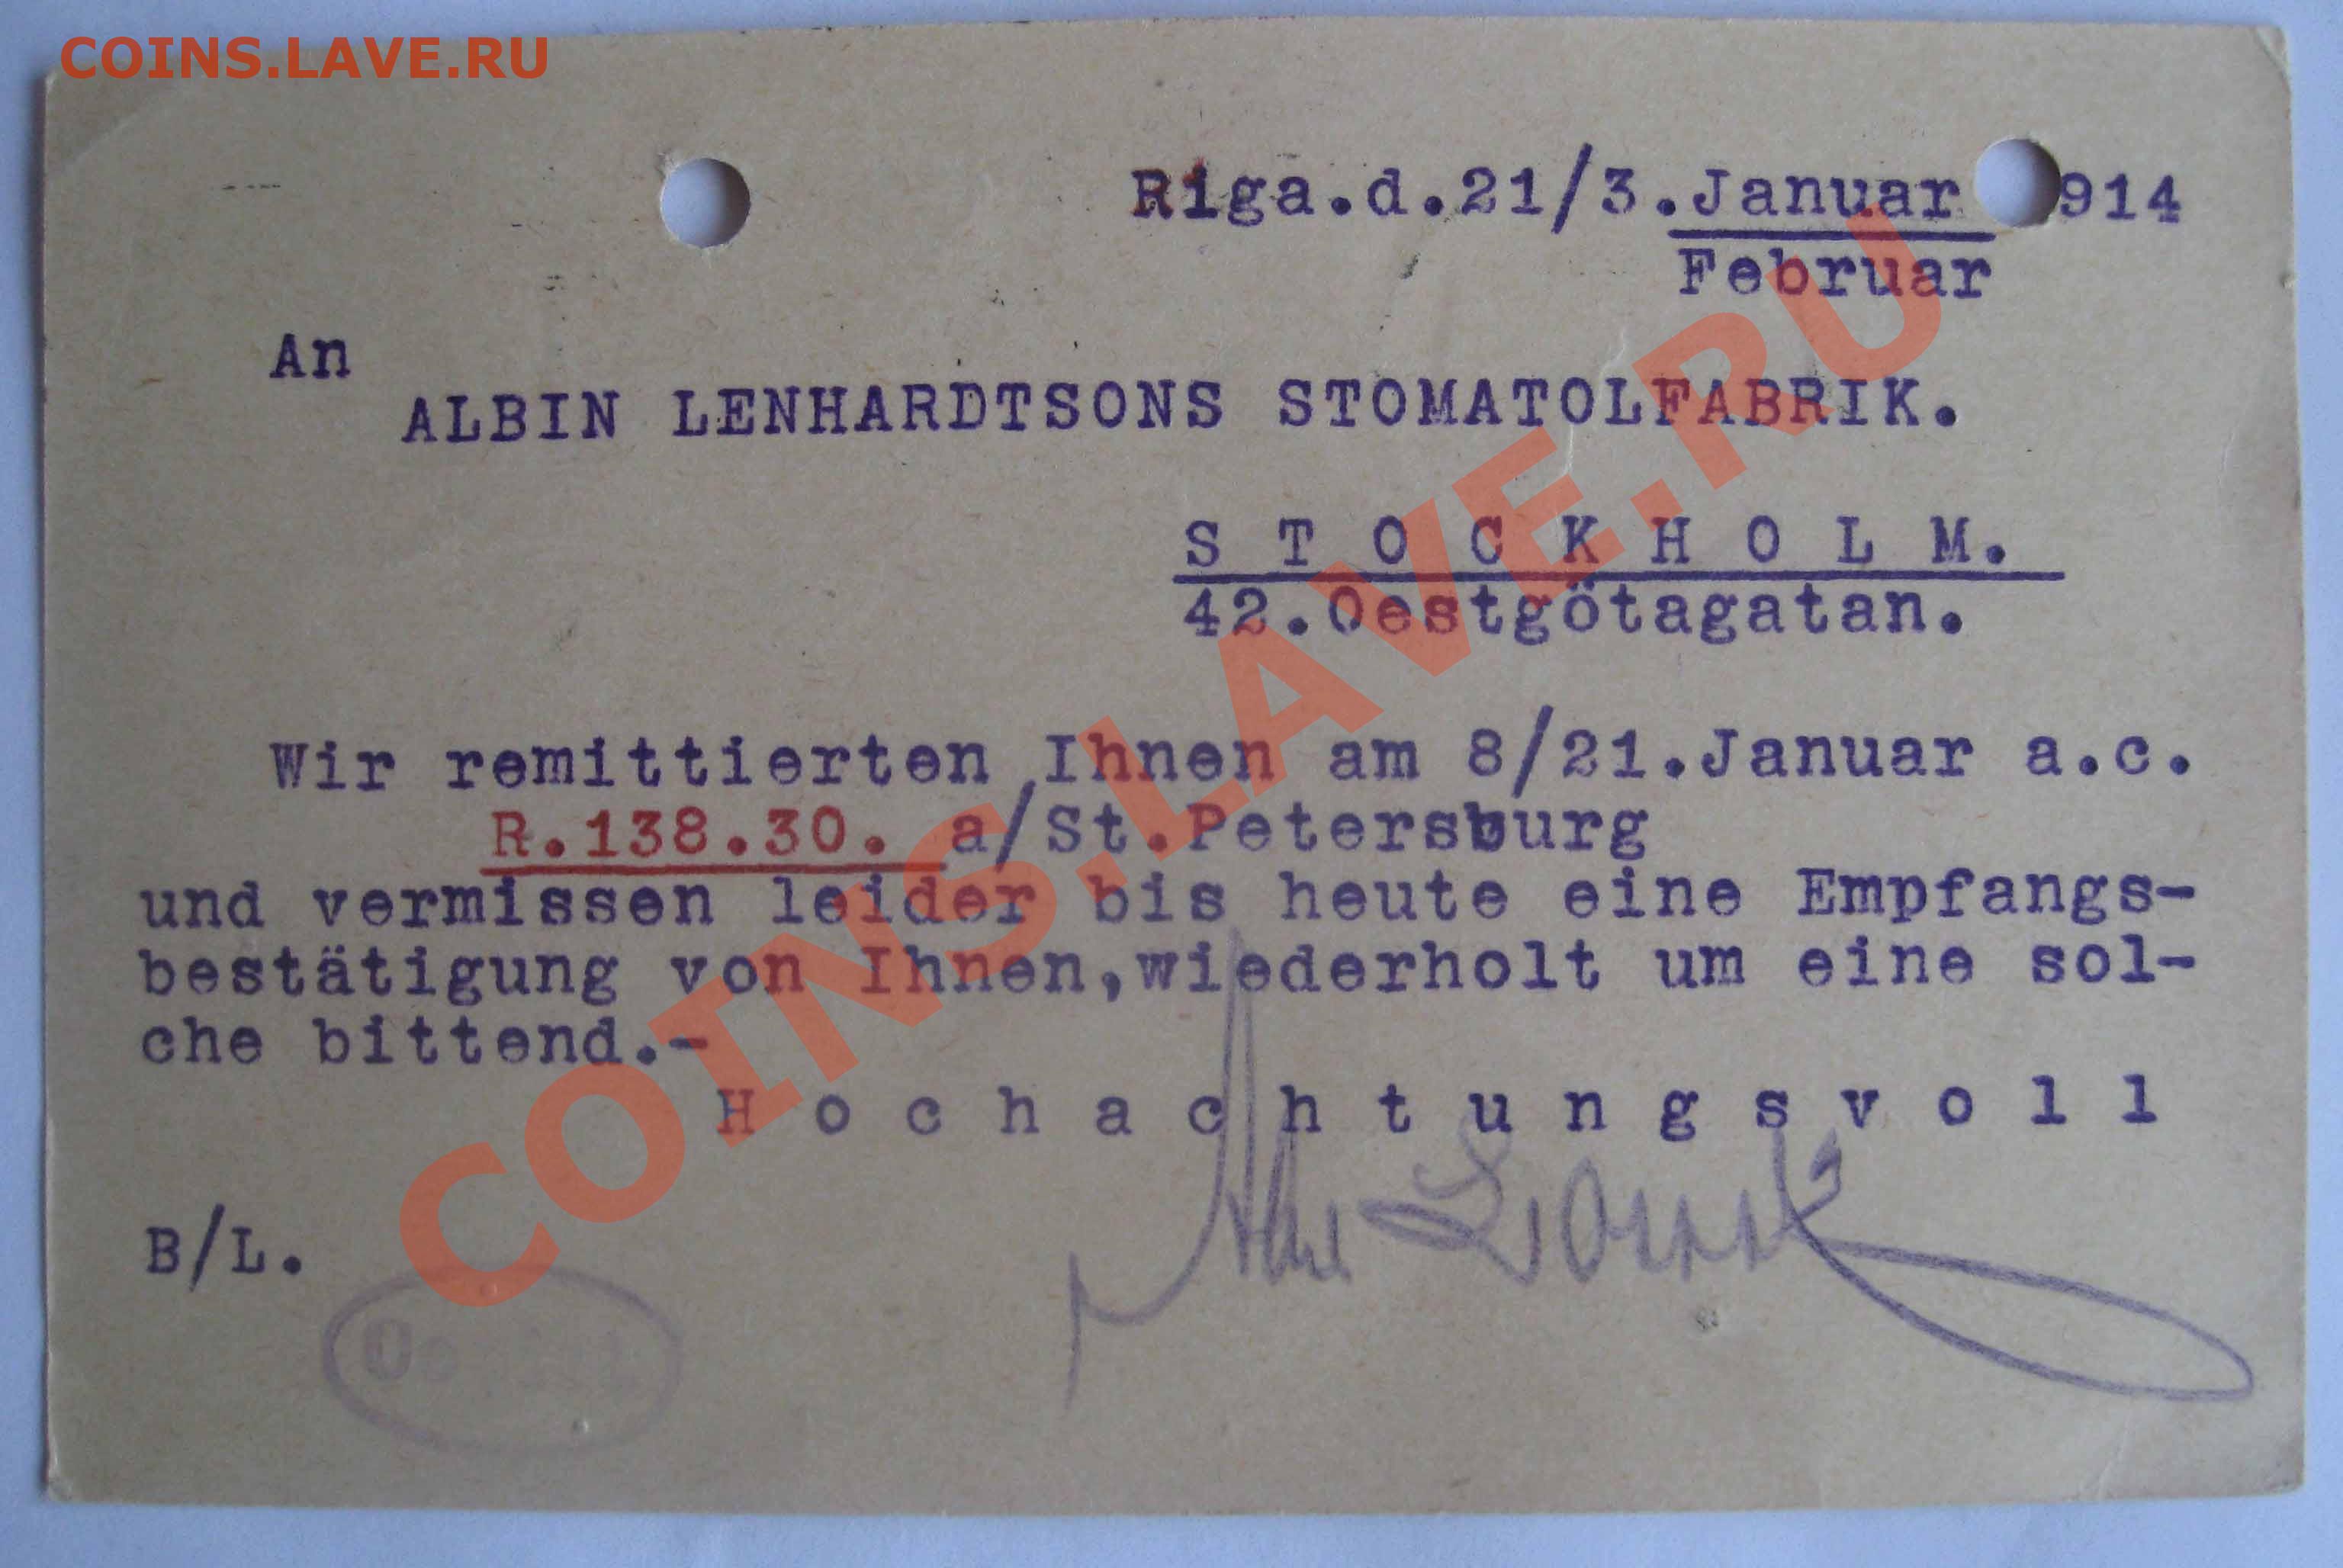 COINS.LAVE.RU
Riga.d.21/3.Januar 914
Februar
An
ALBIN LENHARDTSONS STOMATOLFABRIK.
STOCKHOLM.
42.Oestgötagatan.
Wir remittierten Ihnen am 8/21.Januar a.c.
R.138.30. a/St.Petersburg
und vermissen leider bis heute eine Empfangs-
bestätigung von Ihnen,wiederholt um eine sol-
che bittend.-
Hochachtungsvoll
B/L.
COINS.LAVE.RU